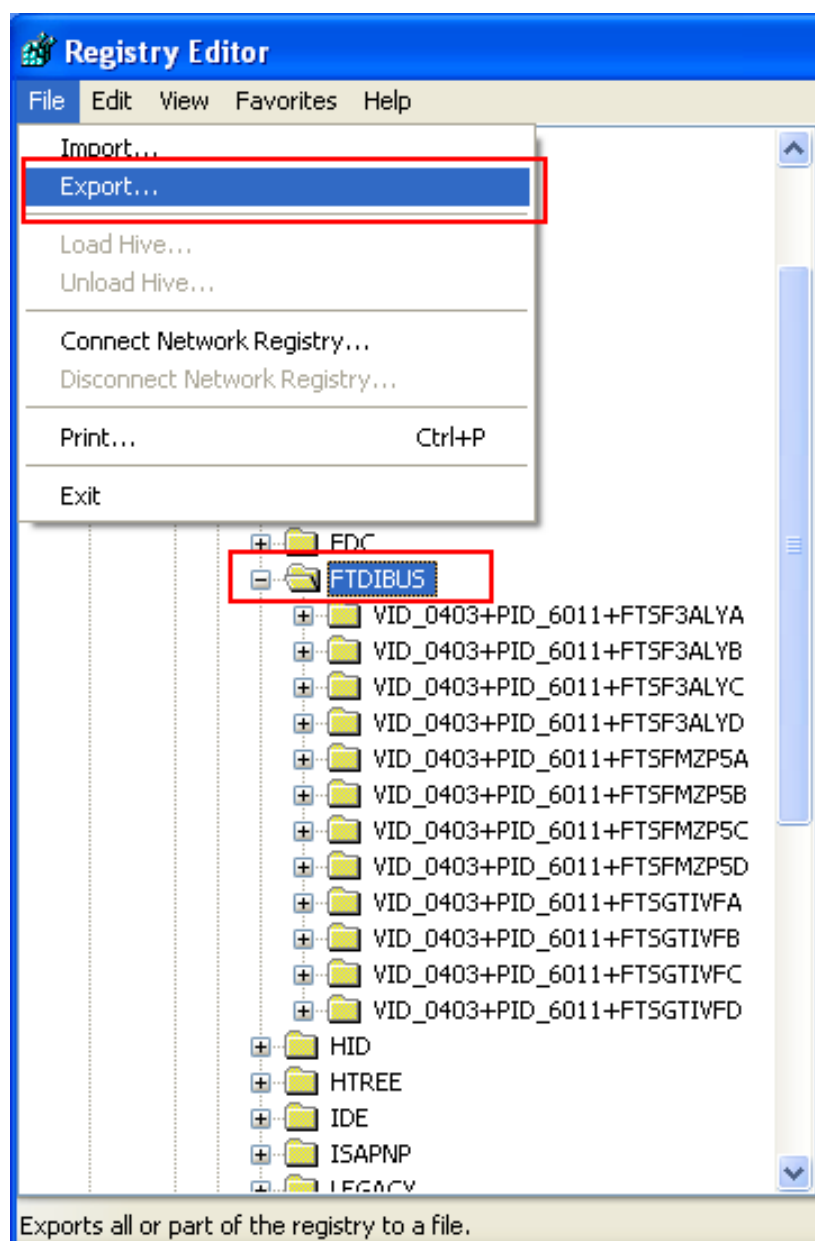 Registry Editor
File Edit View Favorites Help
Import...
Export...
Load Hive...
Unload Hive...
Connect Network Registry...
Disconnect Network Registry...
Print... Ctrl+P
Exit
FDC
FTDIBUS
VID_0403+PID_6011+FTSF3ALYA
VID_0403+PID_6011+FTSF3ALYB
VID_0403+PID_6011+FTSF3ALYC
VID_0403+PID_6011+FTSF3ALYD
VID_0403+PID_6011+FTSFMZP5A
VID_0403+PID_6011+FTSFMZP5B
VID_0403+PID_6011+FTSFMZP5C
VID_0403+PID_6011+FTSFMZP5D
VID_0403+PID_6011+FTSGTIVFA
VID_0403+PID_6011+FTSGTIVFB
VID_0403+PID_6011+FTSGTIVFC
VID_0403+PID_6011+FTSGTIVFD
HID
HTREE
IDE
ISAPNP
LEGACY
Exports all or part of the registry to a file.